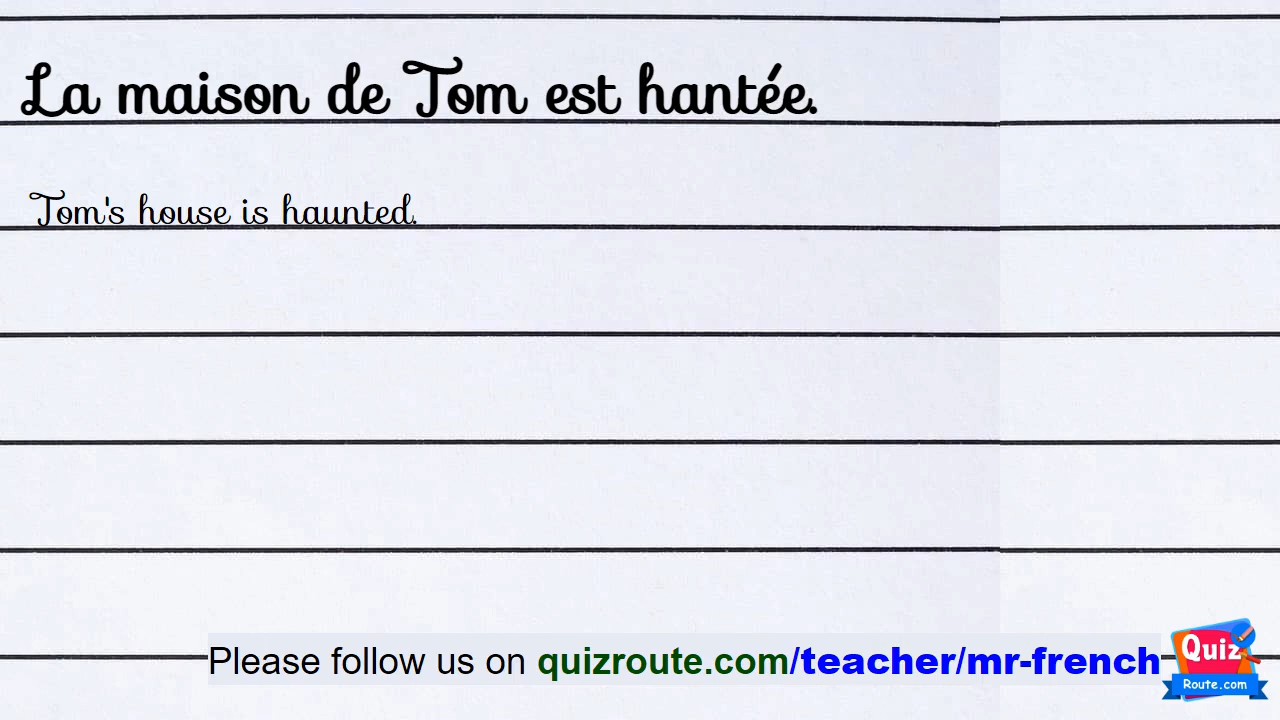 La maison de Tom est hantée.
Tom's house is haunted.
Please follow us on quizroute.com/teacher/mr-french
Quiz
Route.com